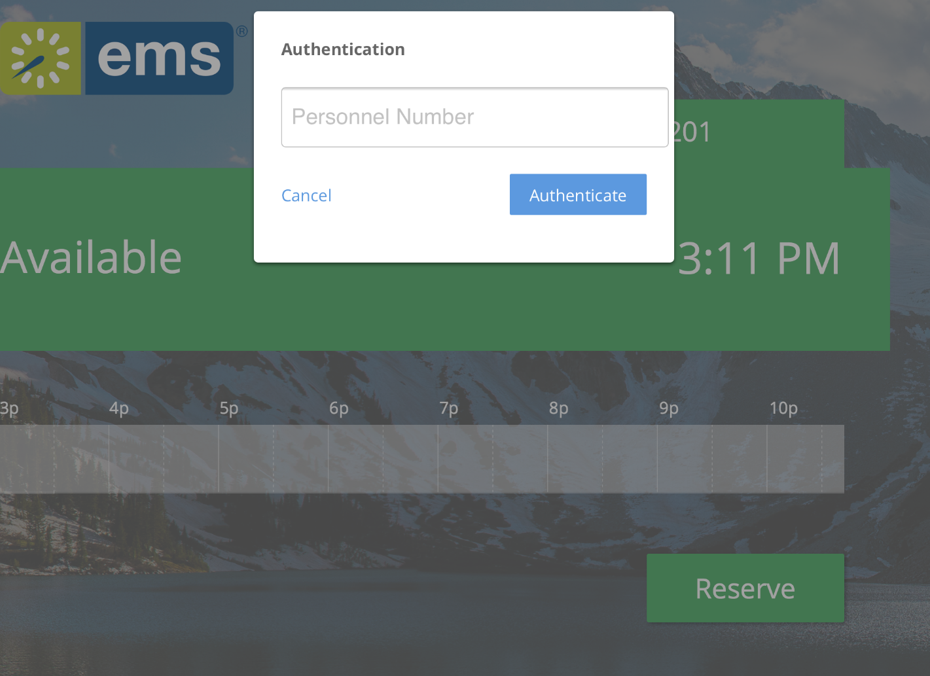 ems®
Authentication
Personnel Number
Cancel
Authenticate
201
Available
3:11 PM
3p 4p 5p 6p 7p 8p 9p 10p
Reserve